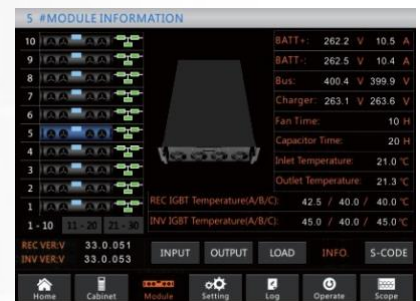 5 #MODULE INFORMATION
10
9
8
7
6
5
4
3
2
1
1 - 10 11 - 20 21 - 30
BATT+: 262.2 V 10.5 A
BATT-: 262.5 V 10.4 A
Bus: 400.4 V 399.9 V
Charger: 263.1 V 263.6 V
Fan Time: 10 H
Capacitor Time: 20 H
Inlet Temperature: 21.0 ℃
Outlet Temperature: 21.3 ℃
REC IGBT Temperature(A/B/C): 42.5 / 40.0 / 40.0 ℃
INV IGBT Temperature(A/B/C): 45.0 / 40.0 / 45.0 ℃
REC VER:V 33.0.051
INV VER:V 33.0.053
INPUT OUTPUT LOAD INFO. S-CODE
Home Cabinet Module Setting Log Operate Scope